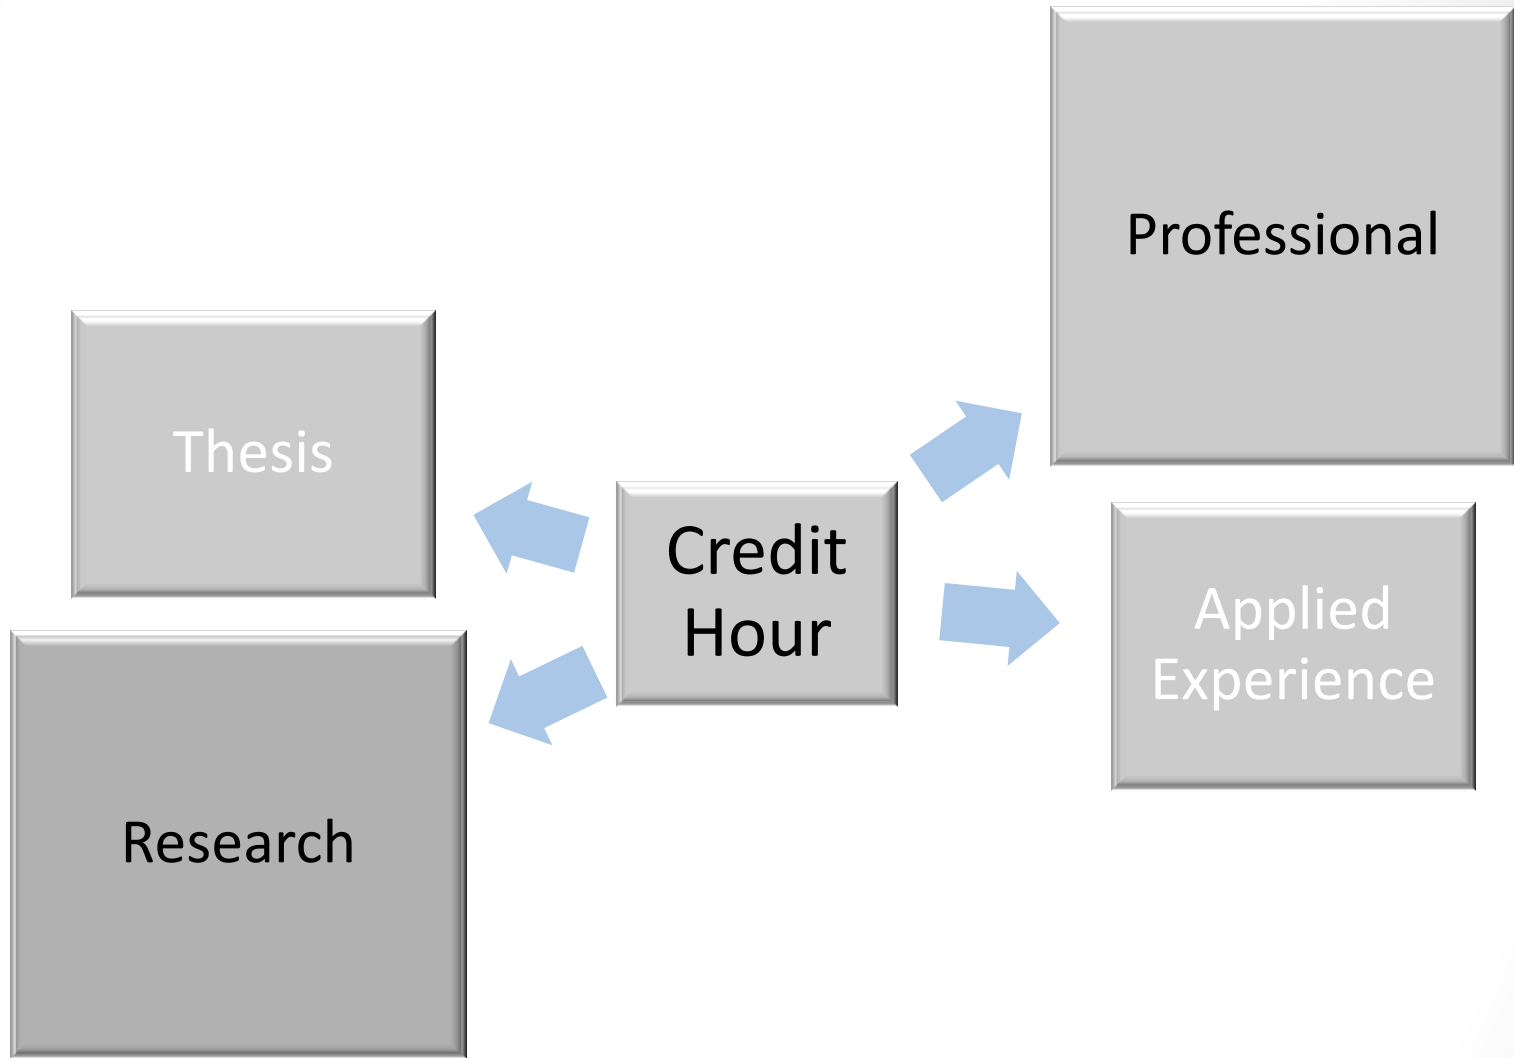 Professional
Thesis
Credit
Hour
Applied
Experience
Research